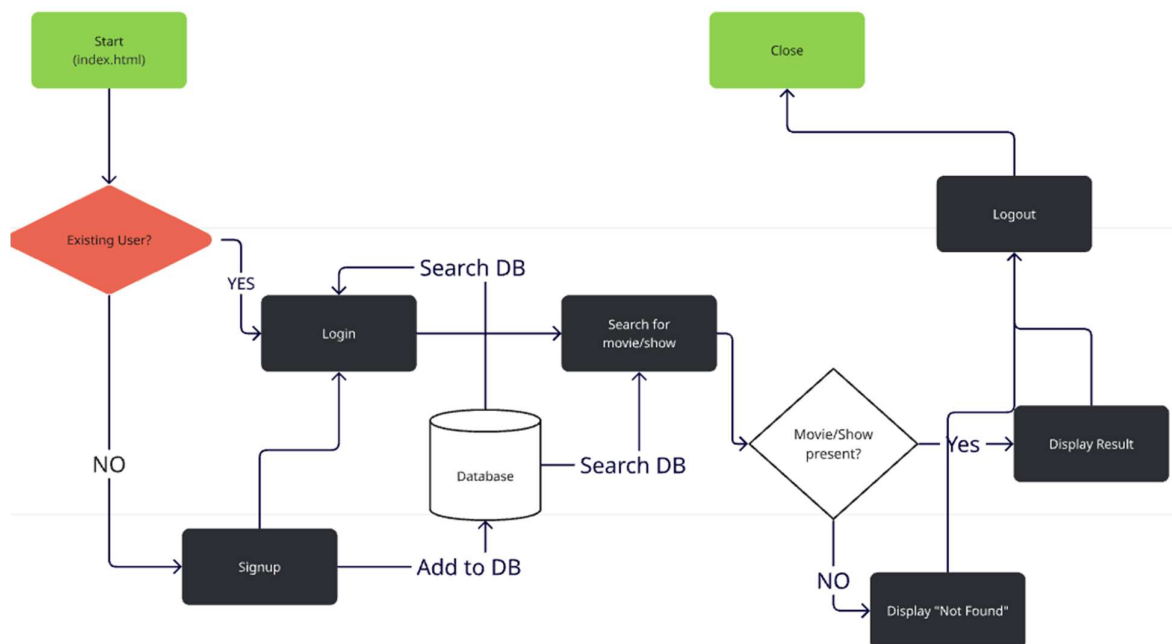 Start
(index.html)
Close
Logout
Existing User?
YES
Search DB
Login
Search for
movie/show
Movie/Show
present?
Yes
Display Result
NO
Database
Search DB
Signup
Add to DB
NO
Display "Not Found"